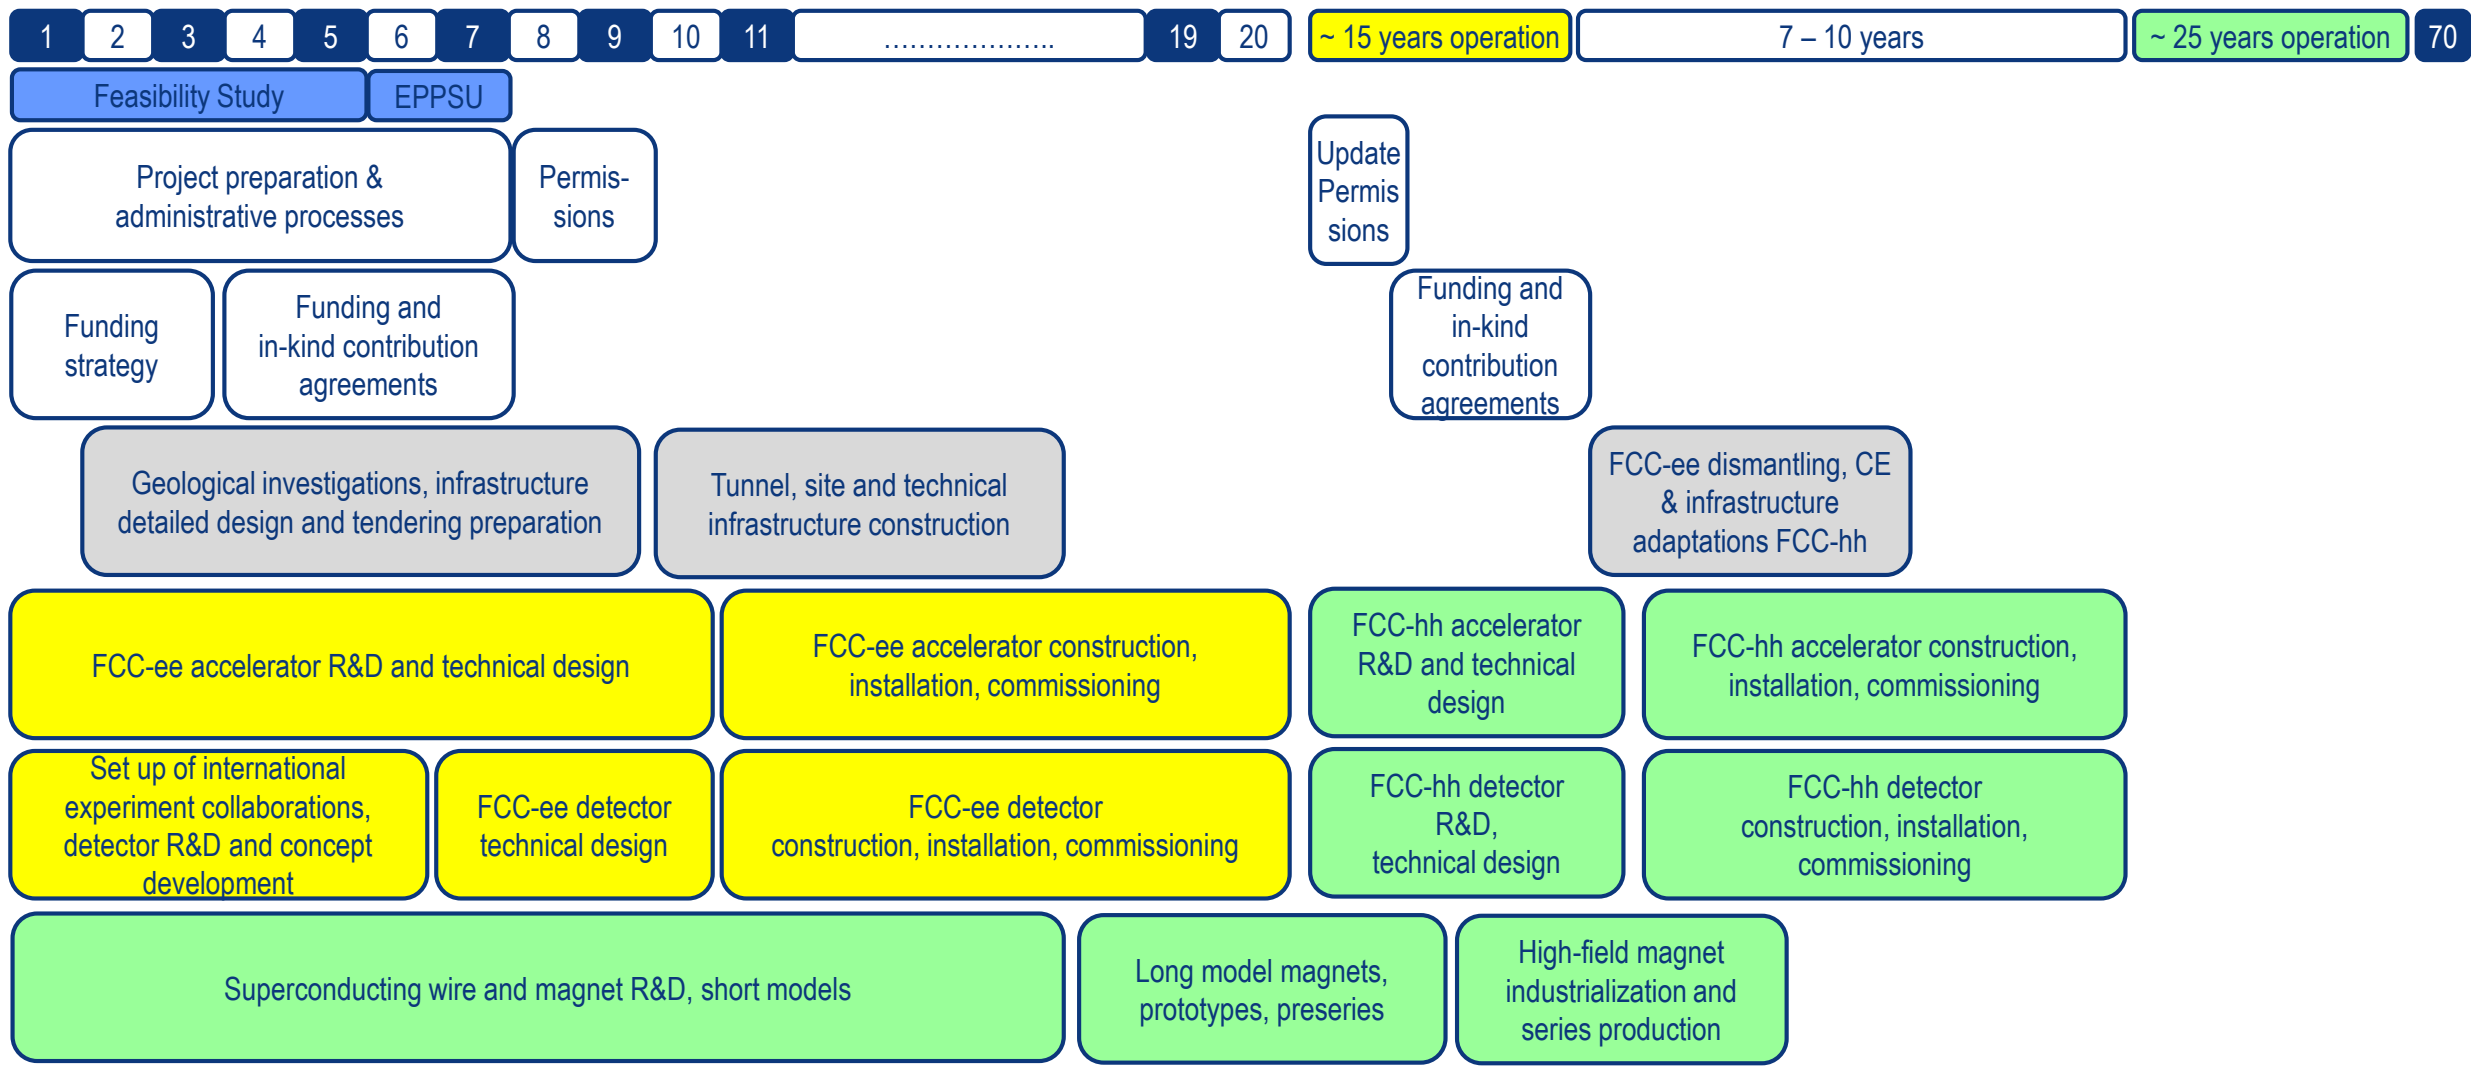 1 2 3 4 5 6 7 8 9 10 11 ………………….. 19 20 ~ 15 years operation 7 – 10 years ~ 25 years operation 70
Feasibility Study
EPPSU
Project preparation &
administrative processes
Permis-
sions
Update
Permis
sions
Funding
strategy
Funding and
in-kind contribution
agreements
Funding and
in-kind
contribution
agreements
Geological investigations, infrastructure
detailed design and tendering preparation
Tunnel, site and technical
infrastructure construction
FCC-ee dismantling, CE
& infrastructure
adaptations FCC-hh
FCC-ee accelerator R&D and technical design
FCC-ee accelerator construction,
installation, commissioning
FCC-hh accelerator
R&D and technical
design
FCC-hh accelerator construction,
installation, commissioning
Set up of international
experiment collaborations,
detector R&D and concept
development
FCC-ee detector
technical design
FCC-ee detector
construction, installation, commissioning
FCC-hh detector
R&D,
technical design
FCC-hh detector
construction, installation,
commissioning
Superconducting wire and magnet R&D, short models
Long model magnets,
prototypes, preseries
High-field magnet
industrialization and
series production